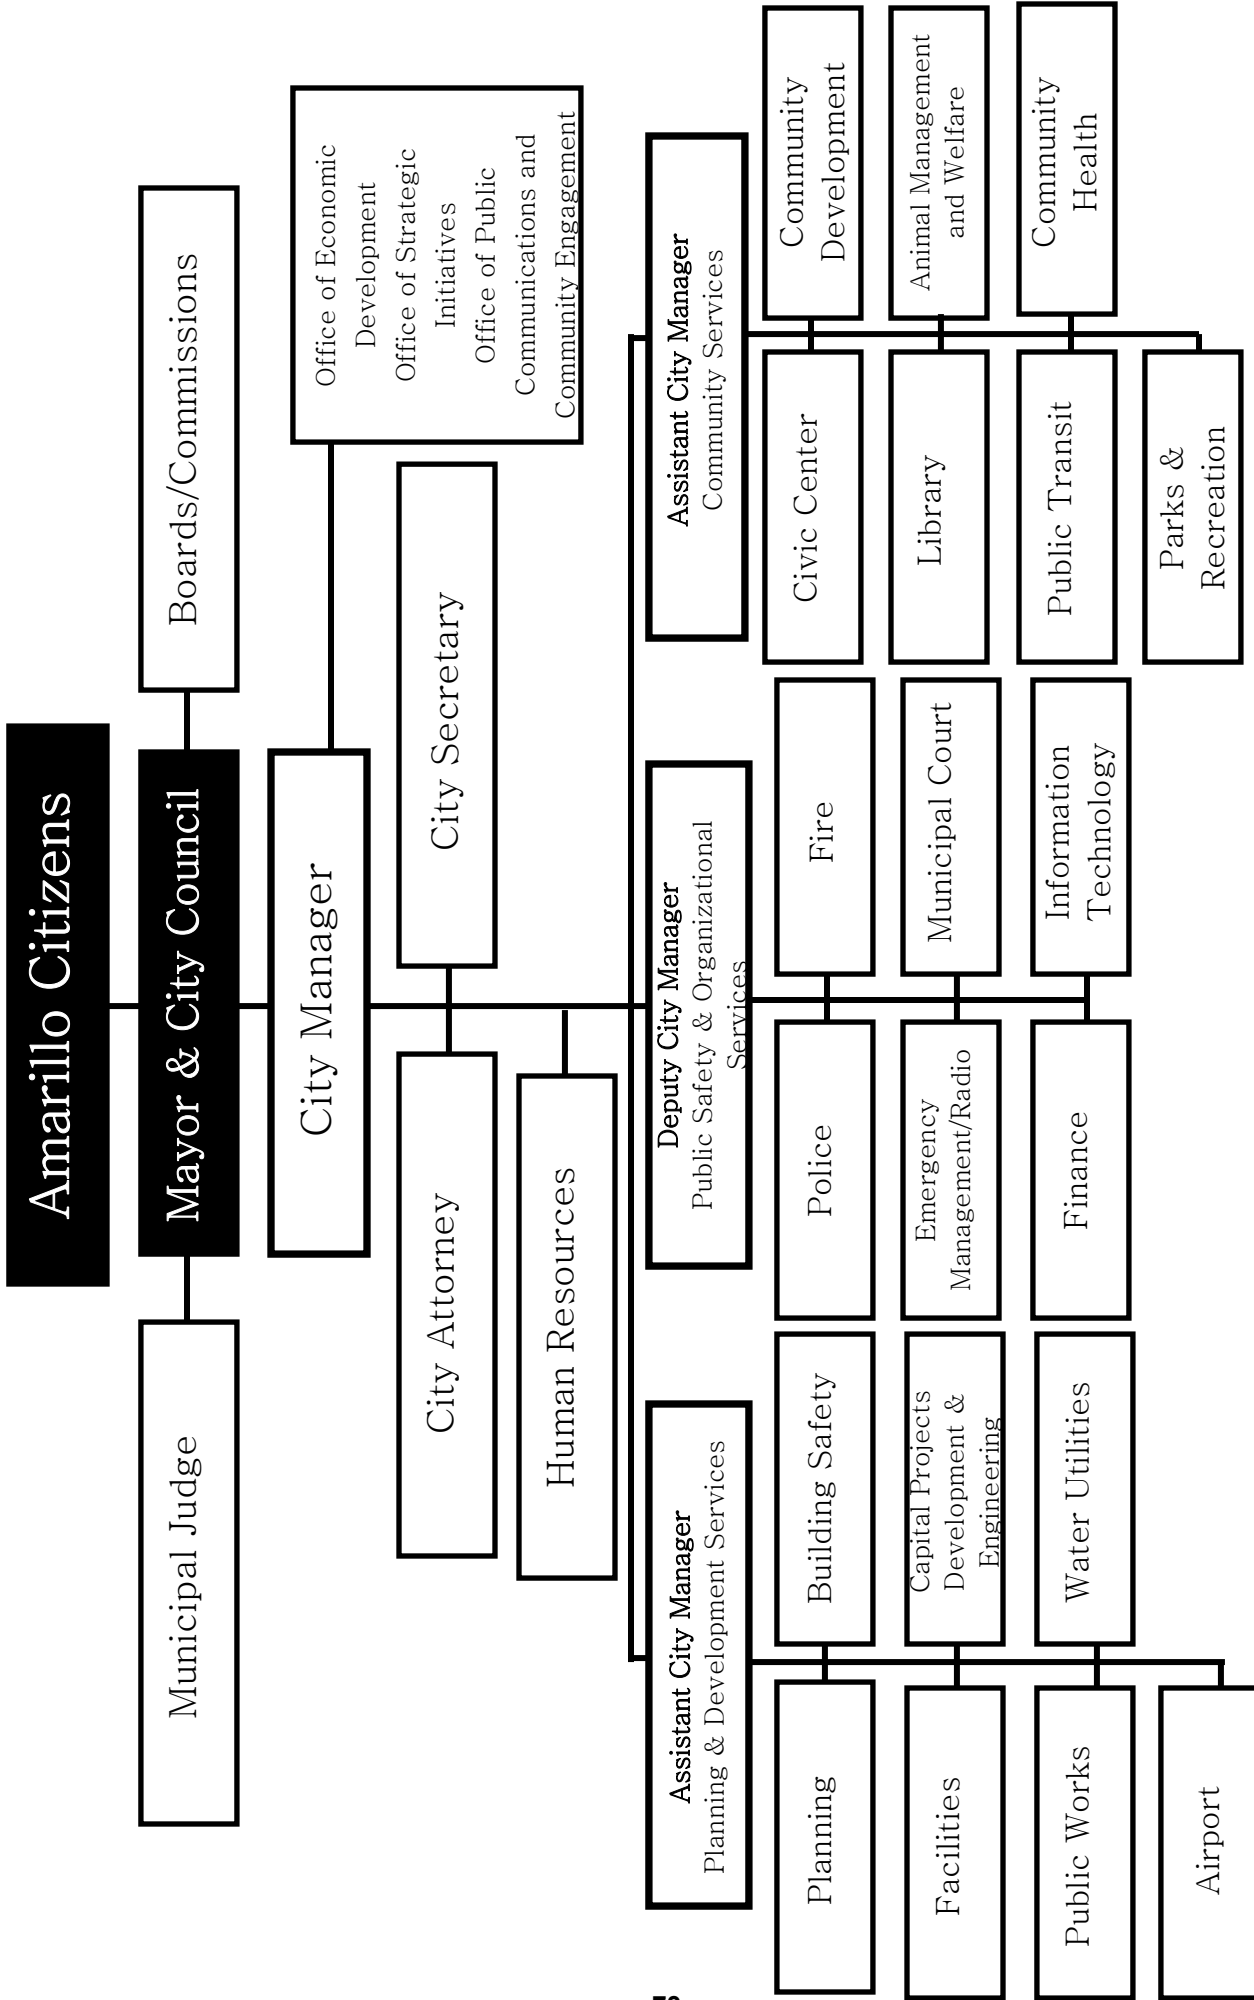 Amarillo Citizens
Municipal Judge
Mayor & City Council
Boards/Commissions
City Manager
Office of Economic
Development
Office of Strategic
Initiatives
Office of Public
Communications and
Community Engagement
City Attorney
City Secretary
Human Resources
Assistant City Manager
Planning & Development Services
Deputy City Manager
Public Safety & Organizational
Services
Assistant City Manager
Community Services
Planning
Building Safety
Facilities
Capital Projects
Development &
Engineering
Public Works
Water Utilities
Airport
Police
Fire
Emergency
Management/Radio
Municipal Court
Finance
Information
Technology
Civic Center
Community
Development
Library
Animal Management
and Welfare
Public Transit
Community
Health
Parks &
Recreation